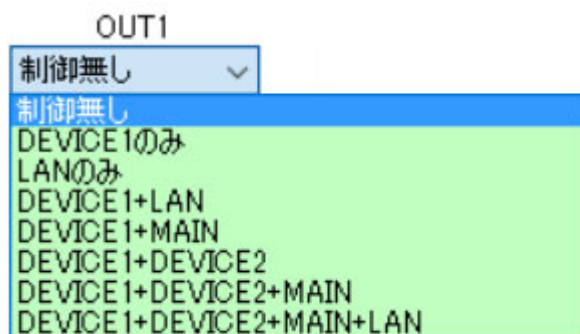 OUT1
制御無し
制御無し
DEVICE1のみ
LANのみ
DEVICE1+LAN
DEVICE1+MAIN
DEVICE1+DEVICE2
DEVICE1+DEVICE2+MAIN
DEVICE1+DEVICE2+MAIN+LAN